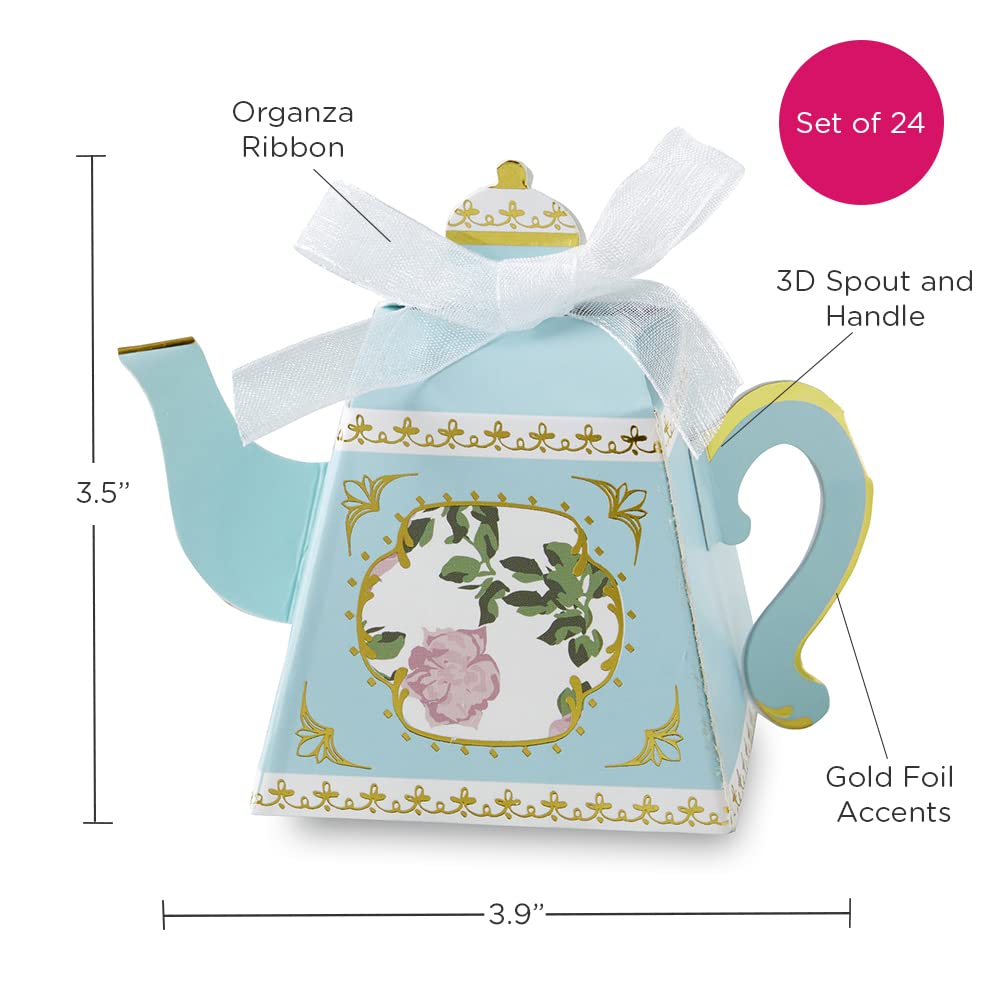 Organza
Ribbon
Set of 24
3D Spout and
Handle
3.5”
Gold Foil
Accents
3.9”